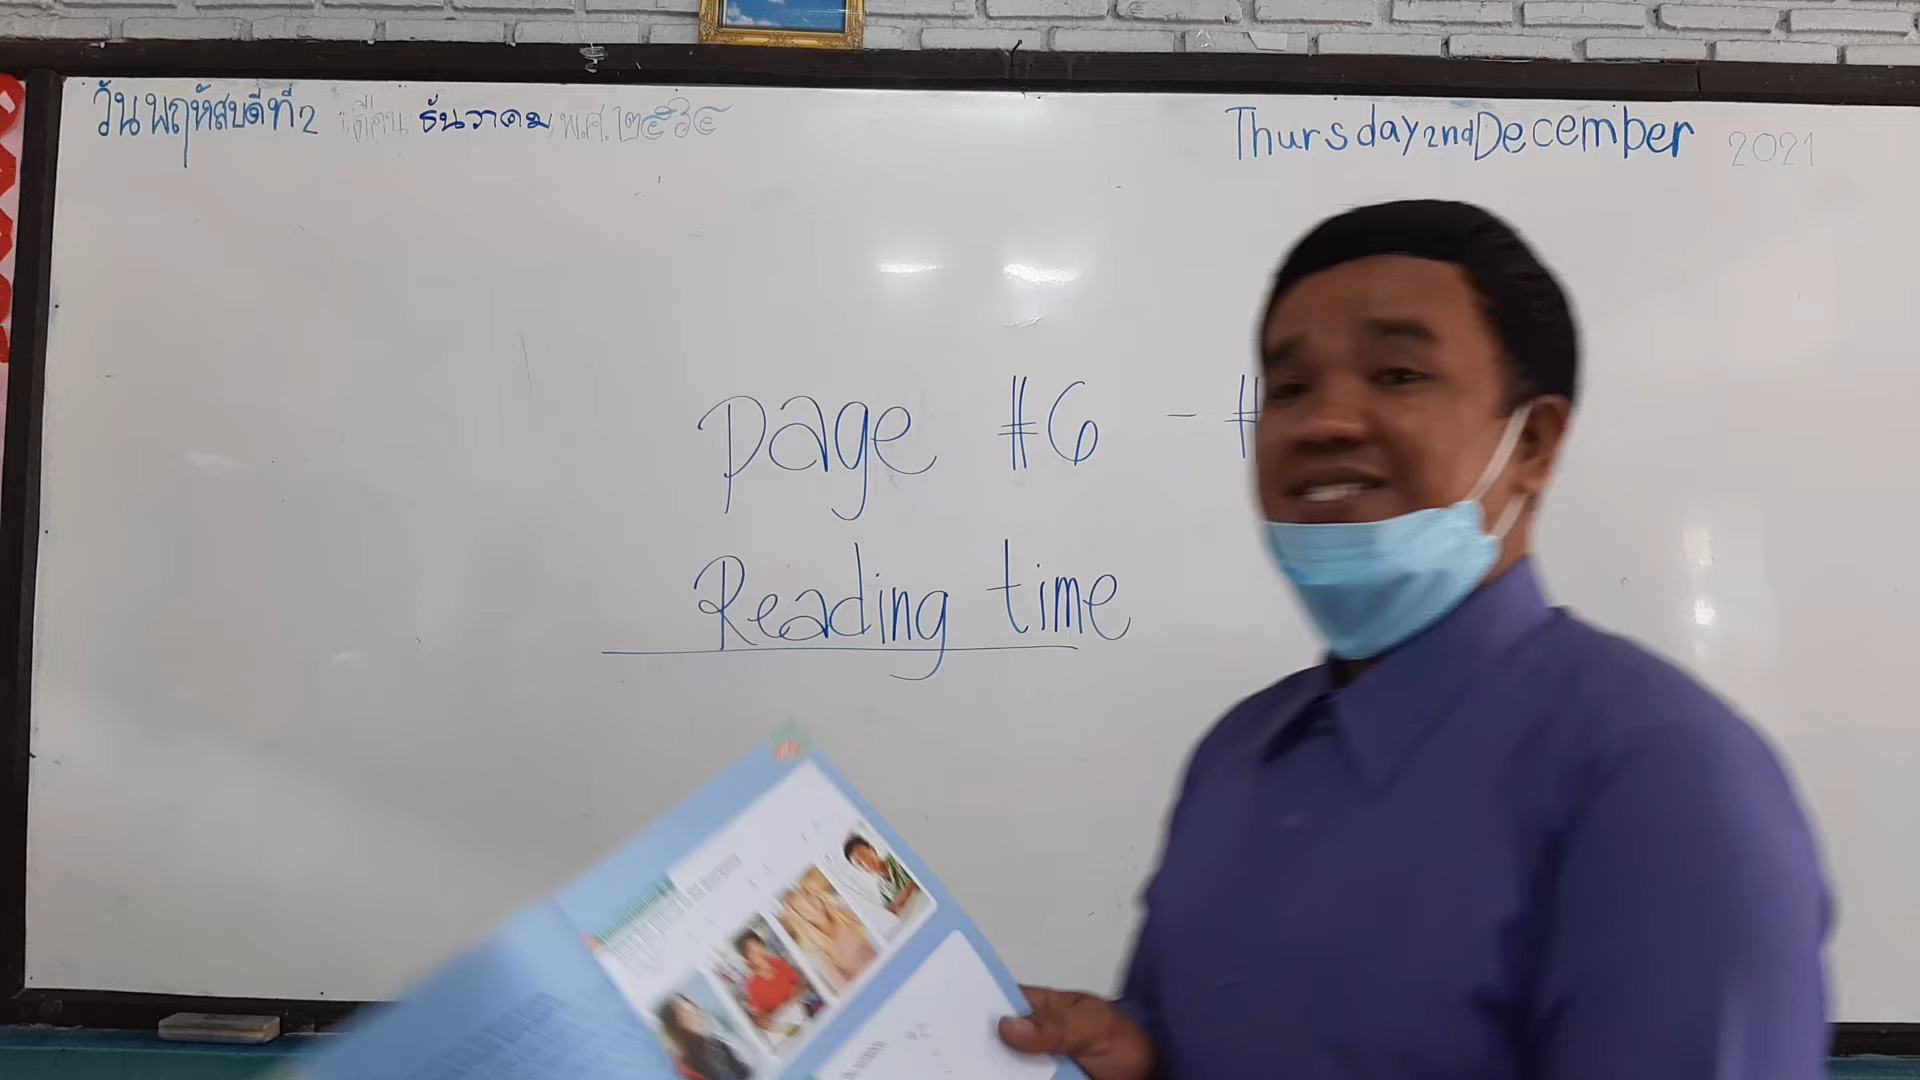 วันพฤหัสบดีที่2 เดือน ธันวาคม พ.ศ.๒๕๖๔
Thursday 2nd December 2021
page #6 - #
Reading time